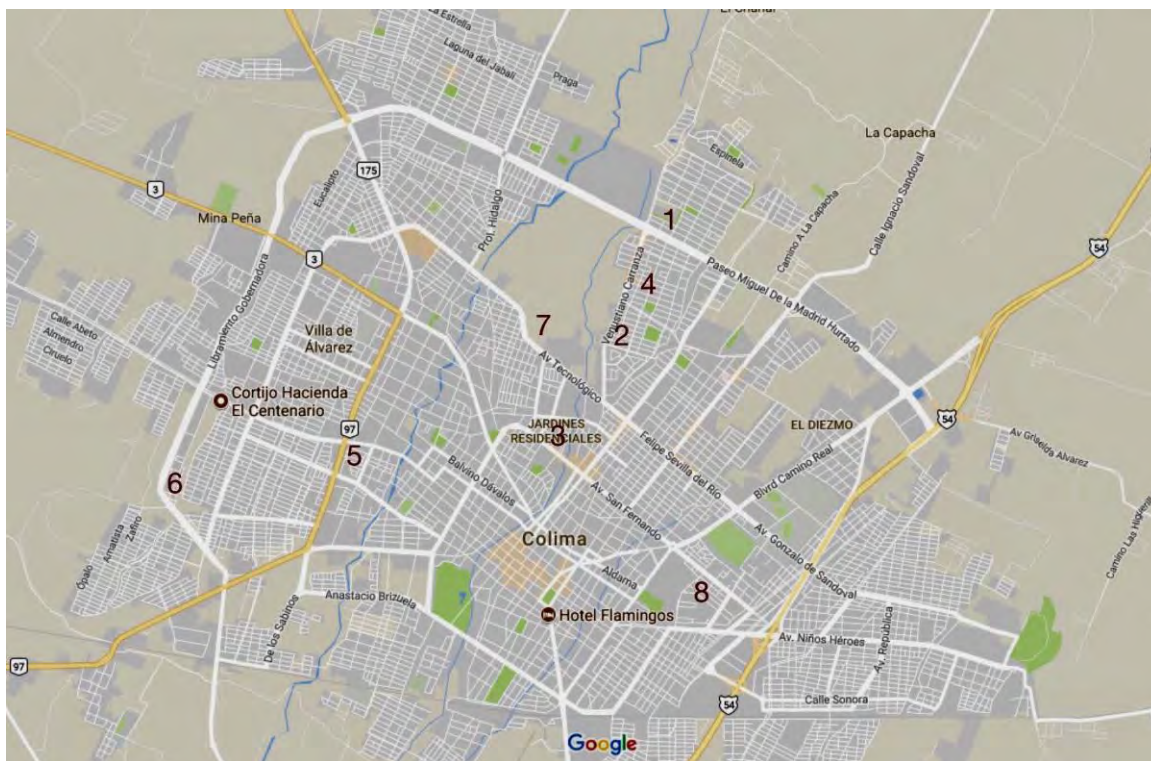 La Estrella
Laguna del Jabalí
Praga
La Capacha
Espinela
175
3
Eucalipto
Mina Peña
Prol. Hidalgo
1
Camino A La Capacha
Calle Ignacio Sandoval
54
3
Libramiento Gobernadora
Venustiano Carranza
4
Paseo Miguel De la Madrid Hurtado
Calle Abeto
Almendro
Ciruelo
Villa de
Álvarez
7
2
Av Tecnológico
Cortijo Hacienda
El Centenario
97
54
JARDINES
RESIDENCIALES
3
EL DIEZMO
Av Griselda Alvarez
5
6
Balvino Dávalos
Felipe Sevilla del Río
Blvrd Camino Real
Av. San Fernando
Ópalo
Amatista
Zafiro
Colima
Av. Gonzalo de Sandoval
Camino Las Higueras
Aldama
8
Anastacio Brizuela
De los Sabinos
Hotel Flamingos
Av. Niños Héroes
Av. República
97
54
Calle Sonora
Google